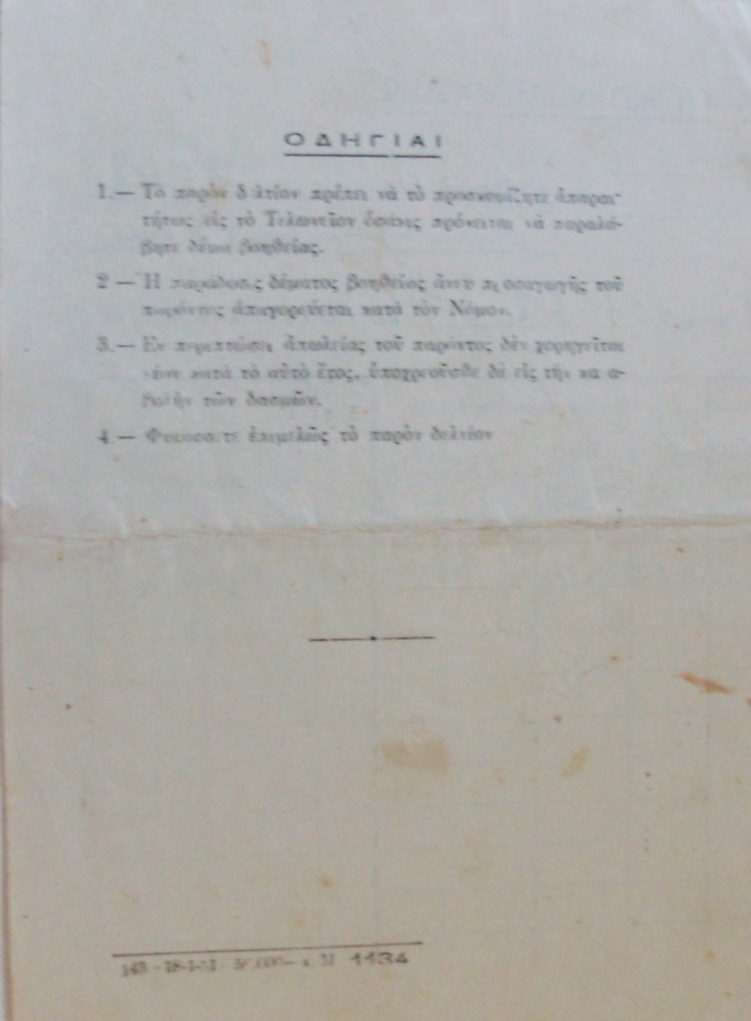 ΟΔΗΓΙΑΙ
1.— Τὸ παρὸν δελτίον πρέπει νὰ τὸ προσκομίζητε ἀπαραι-
τήτως εἰς τὸ Τελωνεῖον ὁσάκις πρόκειται νὰ παραλά-
βητε δέμα βοηθείας.
2 — Ἡ παράδοσις δέματος βοηθείας ἄνευ προσαγωγῆς τοῦ
παρόντος ἀπαγορεύεται κατὰ τὸν Νόμον.
3.— Ἐν περιπτώσει ἀπωλείας τοῦ παρόντος δὲν χορηγεῖται
νέον κατὰ τὸ αὐτὸ ἔτος, ὑποχρεοῦσθε δὲ εἰς τὴν κα α-
βολὴν τῶν δασμῶν.
4.— Φυλάσσετε ἐπιμελῶς τὸ παρὸν δελτίον
1134